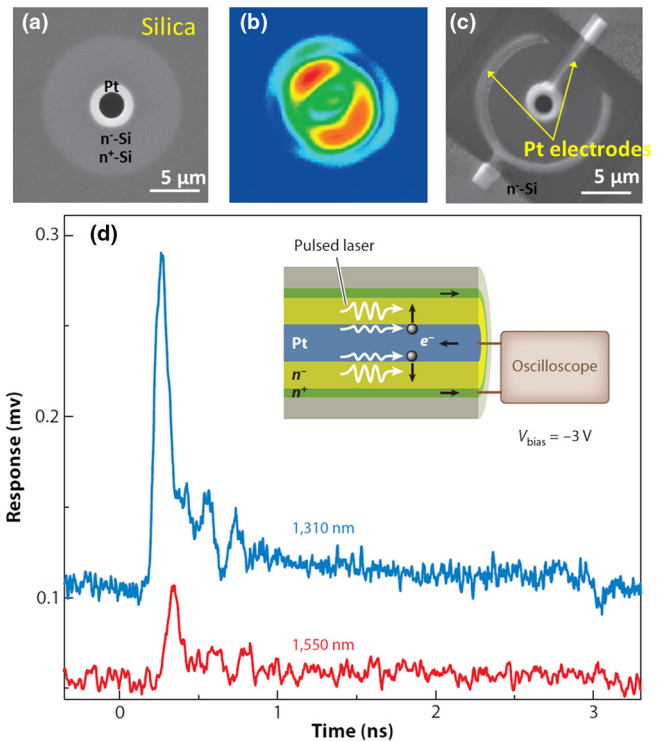 (a)
Silica
Pt
n⁻-Si
n⁺-Si
5 μm
(b)
(c)
Pt electrodes
n⁻-Si
5 μm
(d)
0.3
0.2
0.1
Response (mv)
Pulsed laser
Pt
e⁻
n⁻
n⁺
Oscilloscope
V_bias = −3 V
1,310 nm
1,550 nm
0
1
2
3
Time (ns)